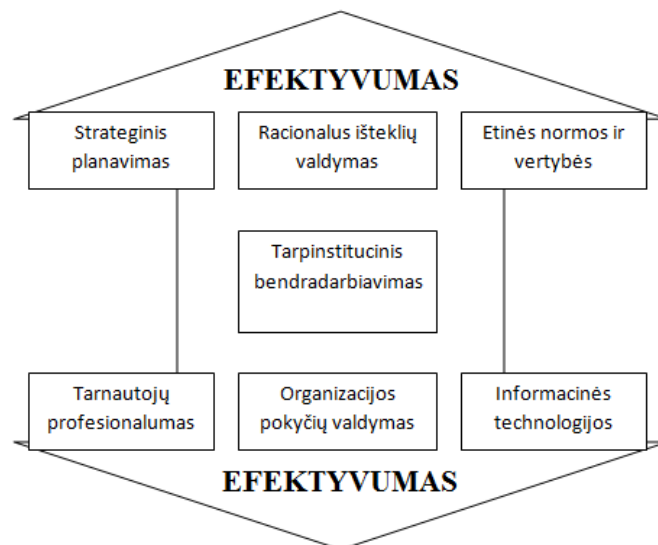 EFEKTYVUMAS
Strateginis
planavimas
Racionalus išteklių
valdymas
Etinės normos ir
vertybės
Tarpinstitucinis
bendradarbiavimas
Tarnautojų
profesionalumas
Organizacijos
pokyčių valdymas
Informacinės
technologijos
EFEKTYVUMAS